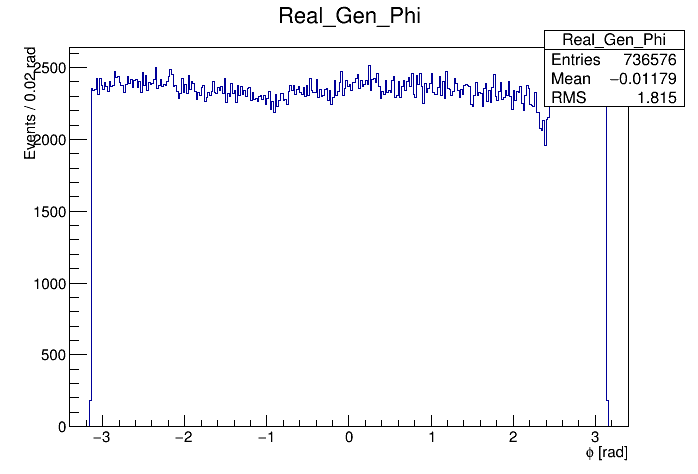 Real_Gen_Phi
Real_Gen_Phi
Entries 736576
Mean −0.01179
RMS 1.815
Events / 0.02 rad
2500
2000
1500
1000
500
0
−3 −2 −1 0 1 2 3
ϕ [rad]